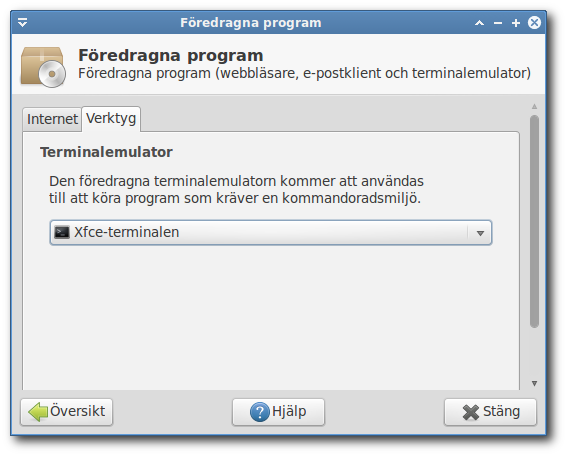 Föredragna program
Föredragna program
Föredragna program (webbläsare, e-postklient och terminalemulator)
Internet Verktyg
Terminalemulator
Den föredragna terminalemulatorn kommer att användas
till att köra program som kräver en kommandoradsmiljö.
Xfce-terminalen
Översikt Hjälp Stäng